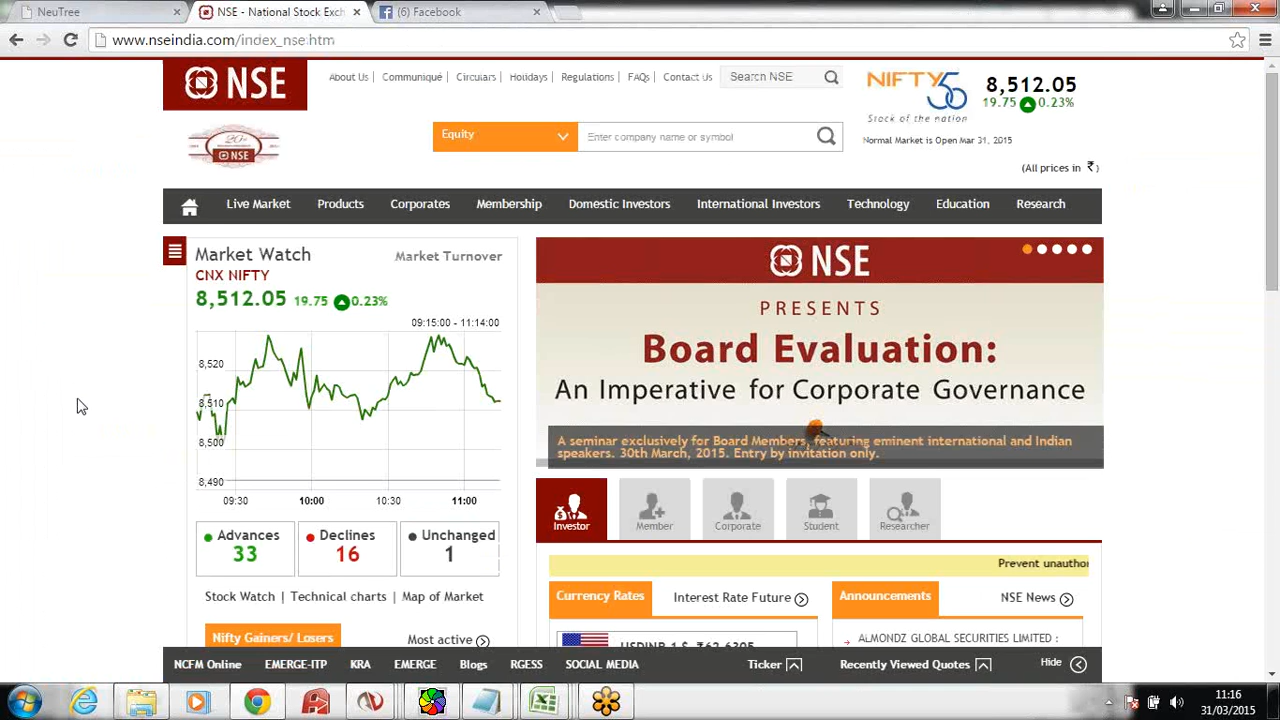 NeuTree
NSE - National Stock Exch
(6) Facebook
www.nseindia.com/index_nse.htm
NSE
About Us | Communiqué | Circulars | Holidays | Regulations | FAQs | Contact Us
Search NSE
NIFTY 50
Stock of the nation
8,512.05
19.75 0.23%
Normal Market is Open Mar 31, 2015
(All prices in ₹)
NSE
Equity
Enter company name or symbol
Live Market
Products
Corporates
Membership
Domestic Investors
International Investors
Technology
Education
Research
Market Watch
Market Turnover
CNX NIFTY
8,512.05 19.75 0.23%
09:15:00 - 11:14:00
8,520
8,510
8,500
8,490
09:30 10:00 10:30 11:00
Advances
33
Declines
16
Unchanged
1
Stock Watch | Technical charts | Map of Market
Nifty Gainers/ Losers
Most active
NSE
PRESENTS
Board Evaluation:
An Imperative for Corporate Governance
A seminar exclusively for Board Members, featuring eminent international and Indian
speakers. 30th March, 2015. Entry by invitation only.
Investor
Member
Corporate
Student
Researcher
Prevent unautho
Currency Rates
Interest Rate Future
Announcements
NSE News
USDINR 1 $ ₹62.6305
ALMONDZ GLOBAL SECURITIES LIMITED :
NCFM Online
EMERGE-ITP
KRA
EMERGE
Blogs
RGESS
SOCIAL MEDIA
Ticker
Recently Viewed Quotes
Hide
11:16
31/03/2015